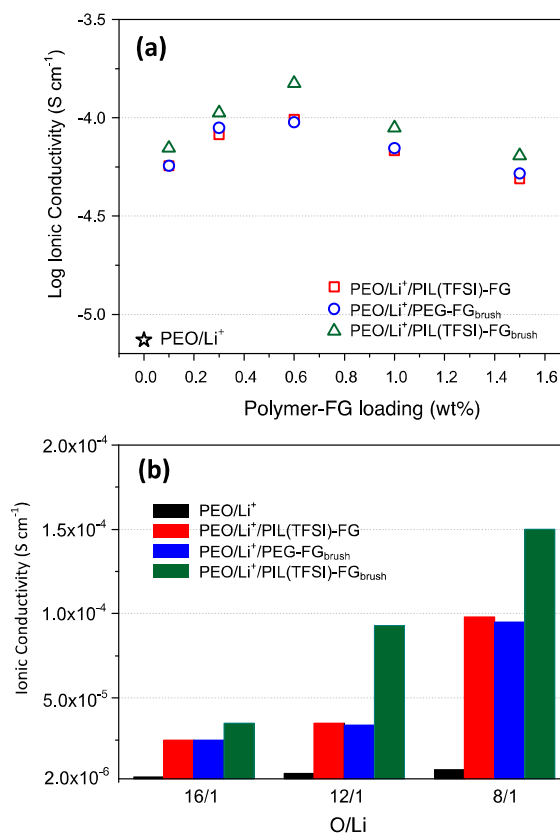 (a)
-3.5
-4.0
-4.5
-5.0
Log Ionic Conductivity (S cm⁻¹)
PEO/Li⁺/PIL(TFSI)-FG
PEO/Li⁺/PEG-FG_brush
PEO/Li⁺/PIL(TFSI)-FG_brush
PEO/Li⁺
0.0 0.2 0.4 0.6 0.8 1.0 1.2 1.4 1.6
Polymer-FG loading (wt%)
(b)
2.0x10⁻⁴
1.5x10⁻⁴
1.0x10⁻⁴
5.0x10⁻⁵
2.0x10⁻⁶
Ionic Conductivity (S cm⁻¹)
PEO/Li⁺
PEO/Li⁺/PIL(TFSI)-FG
PEO/Li⁺/PEG-FG_brush
PEO/Li⁺/PIL(TFSI)-FG_brush
16/1 12/1 8/1
O/Li